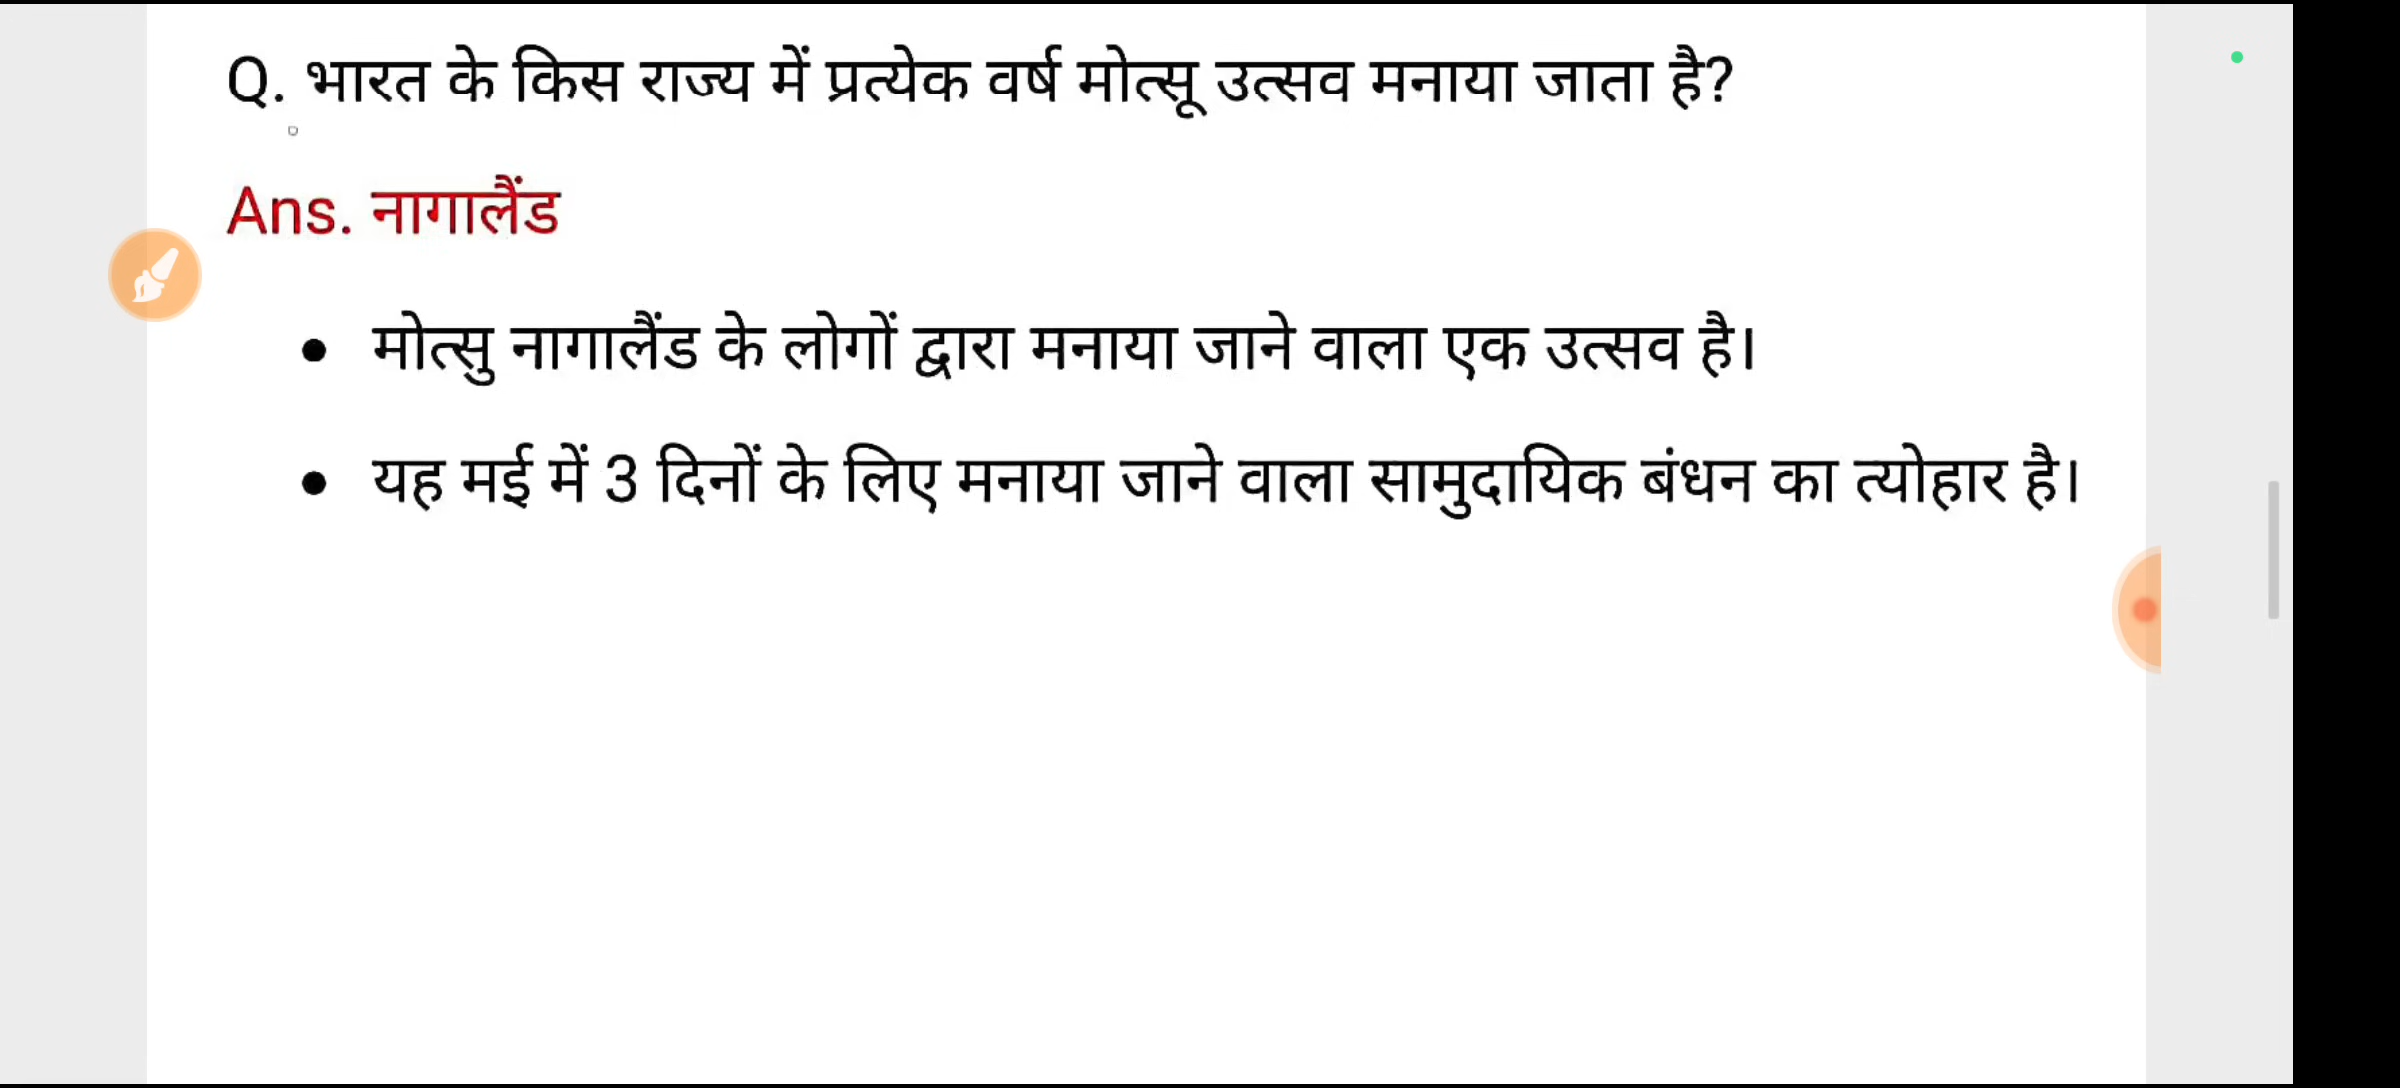 Q. भारत के किस राज्य में प्रत्येक वर्ष मोत्सू उत्सव मनाया जाता है?
Ans. नागालैंड
• मोत्सु नागालैंड के लोगों द्वारा मनाया जाने वाला एक उत्सव है।
• यह मई में 3 दिनों के लिए मनाया जाने वाला सामुदायिक बंधन का त्योहार है।